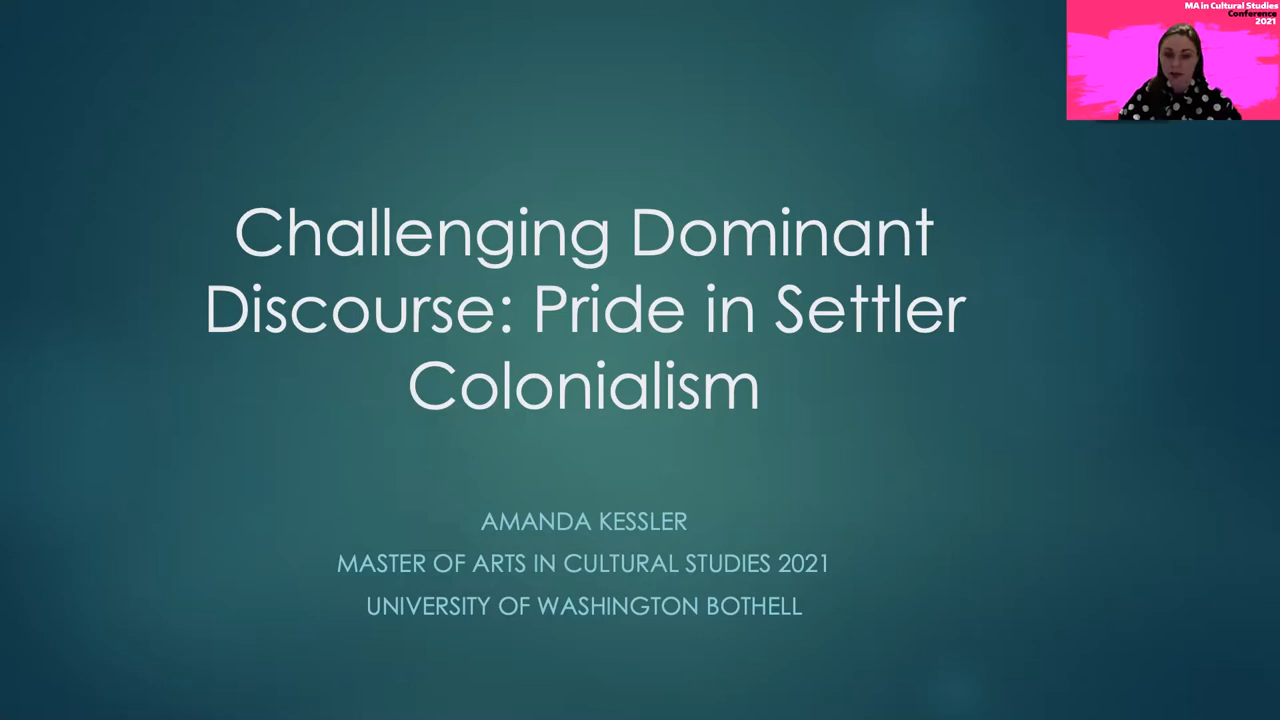 MA in Cultural Studies
Conference
2021
Challenging Dominant
Discourse: Pride in Settler
Colonialism
AMANDA KESSLER
MASTER OF ARTS IN CULTURAL STUDIES 2021
UNIVERSITY OF WASHINGTON BOTHELL